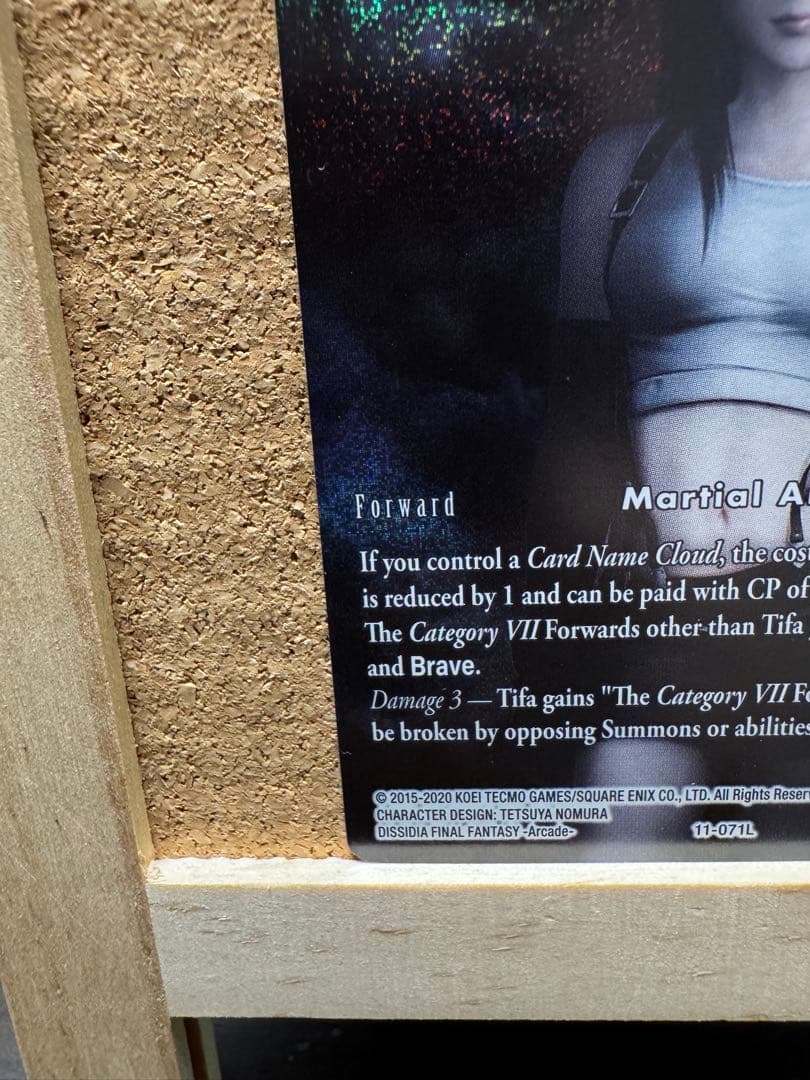 Forward
Martial A
If you control a Card Name Cloud, the cos
is reduced by 1 and can be paid with CP of
The Category VII Forwards other than Tifa
and Brave.
Damage 3 — Tifa gains "The Category VII Fo
be broken by opposing Summons or abilities
© 2015-2020 KOEI TECMO GAMES/SQUARE ENIX CO., LTD. All Rights Reser
CHARACTER DESIGN: TETSUYA NOMURA
DISSIDIA FINAL FANTASY -Arcade-
11-071L